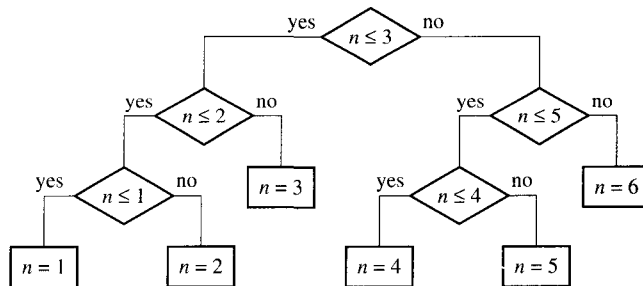 yes n ≤ 3 no
yes n ≤ 2 no yes n ≤ 5 no
yes n ≤ 1 no n = 3 yes n ≤ 4 no n = 6
n = 1 n = 2 n = 4 n = 5